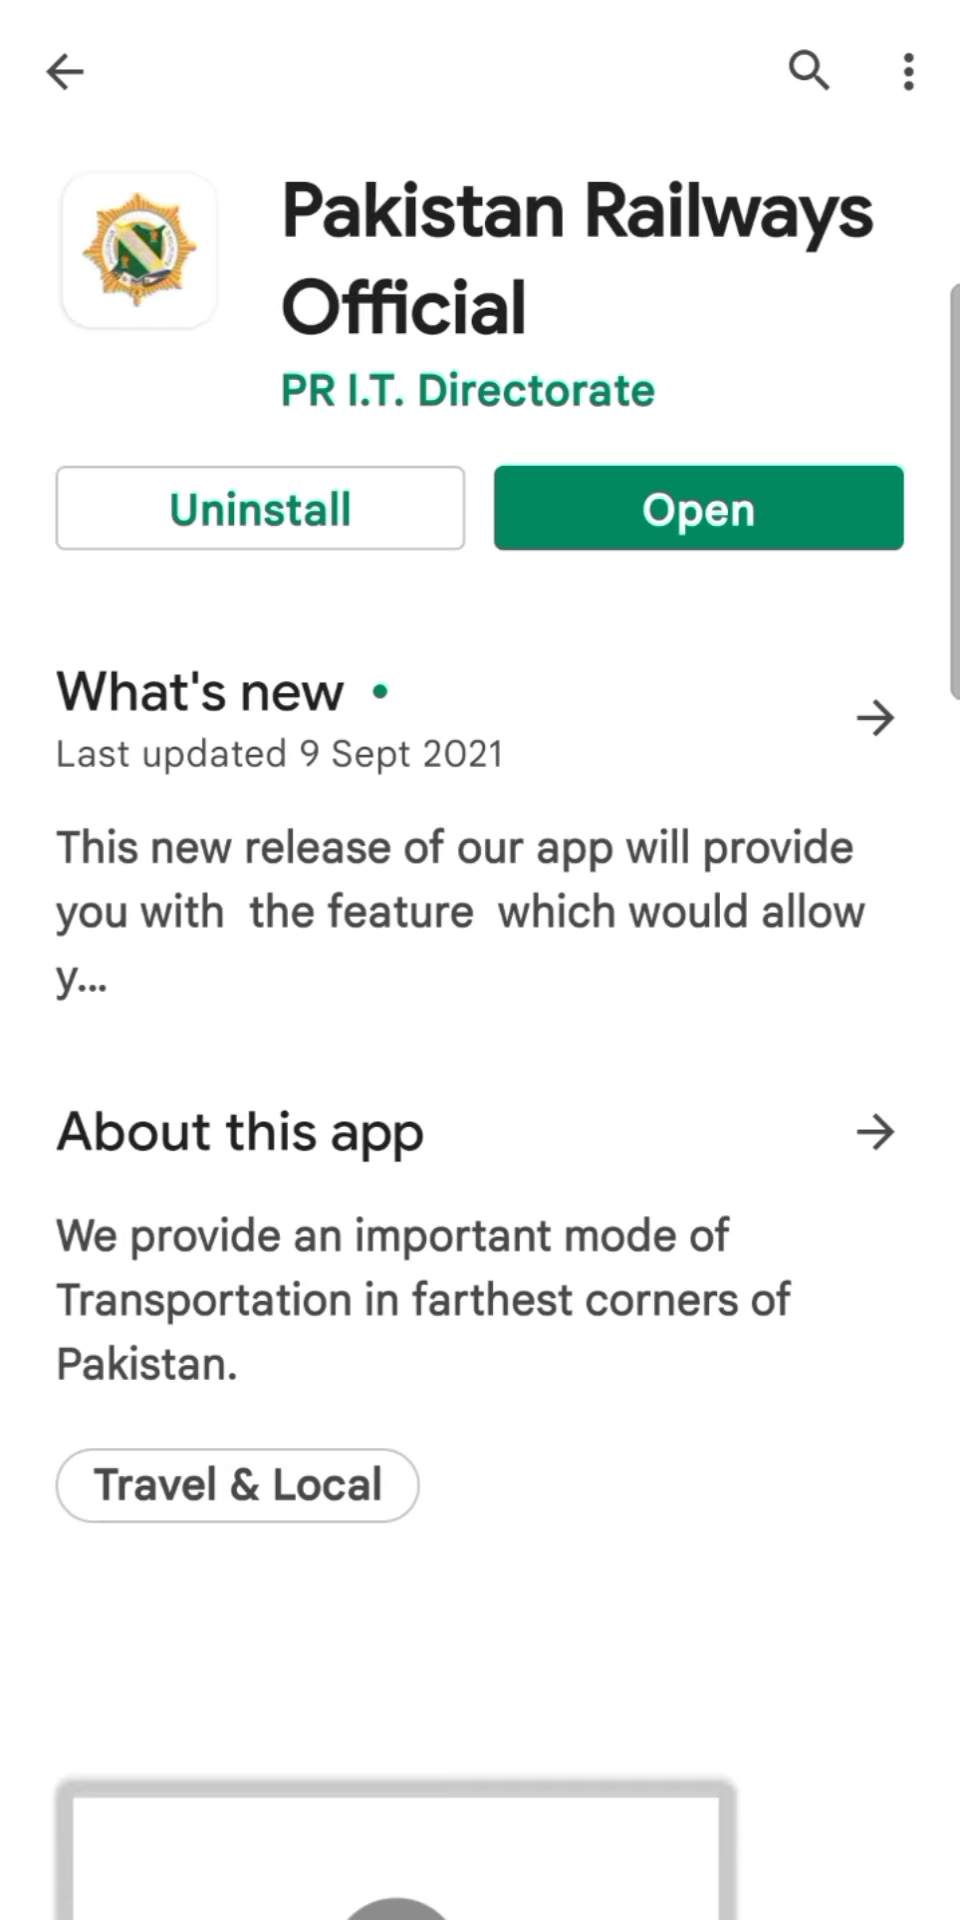 Pakistan Railways
Official
PR I.T. Directorate
Uninstall
Open
What's new •
Last updated 9 Sept 2021
This new release of our app will provide
you with  the feature  which would allow
y...
About this app
We provide an important mode of
Transportation in farthest corners of
Pakistan.
Travel & Local